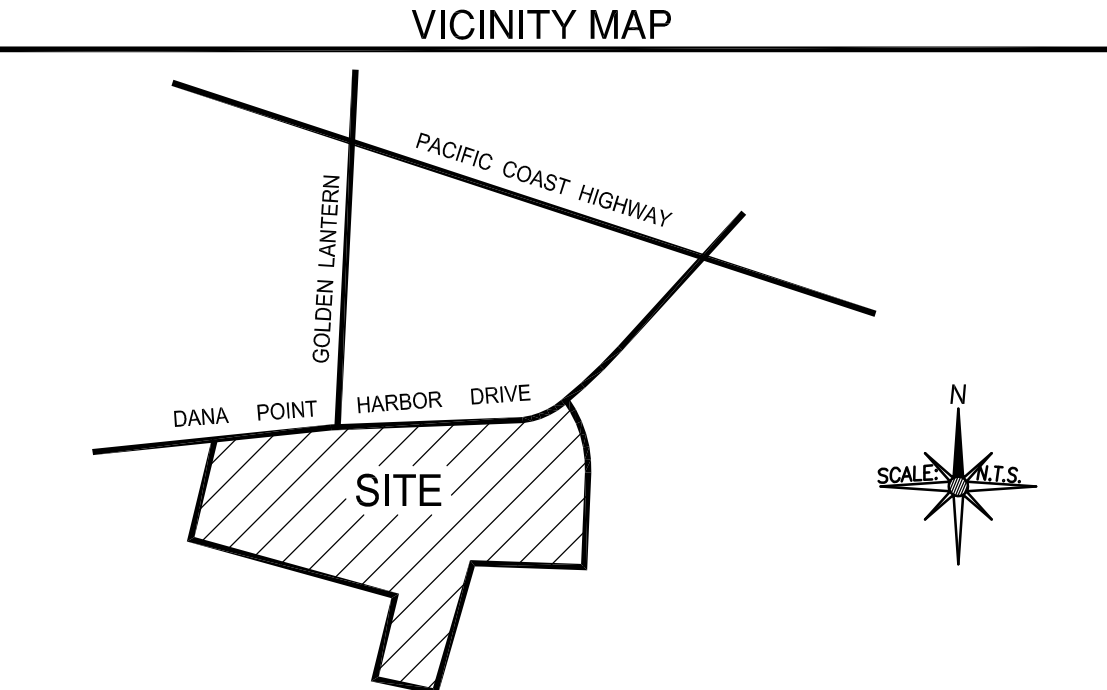 VICINITY MAP
PACIFIC COAST HIGHWAY
GOLDEN LANTERN
DANA POINT HARBOR DRIVE
N
SCALE: N.T.S.
SITE